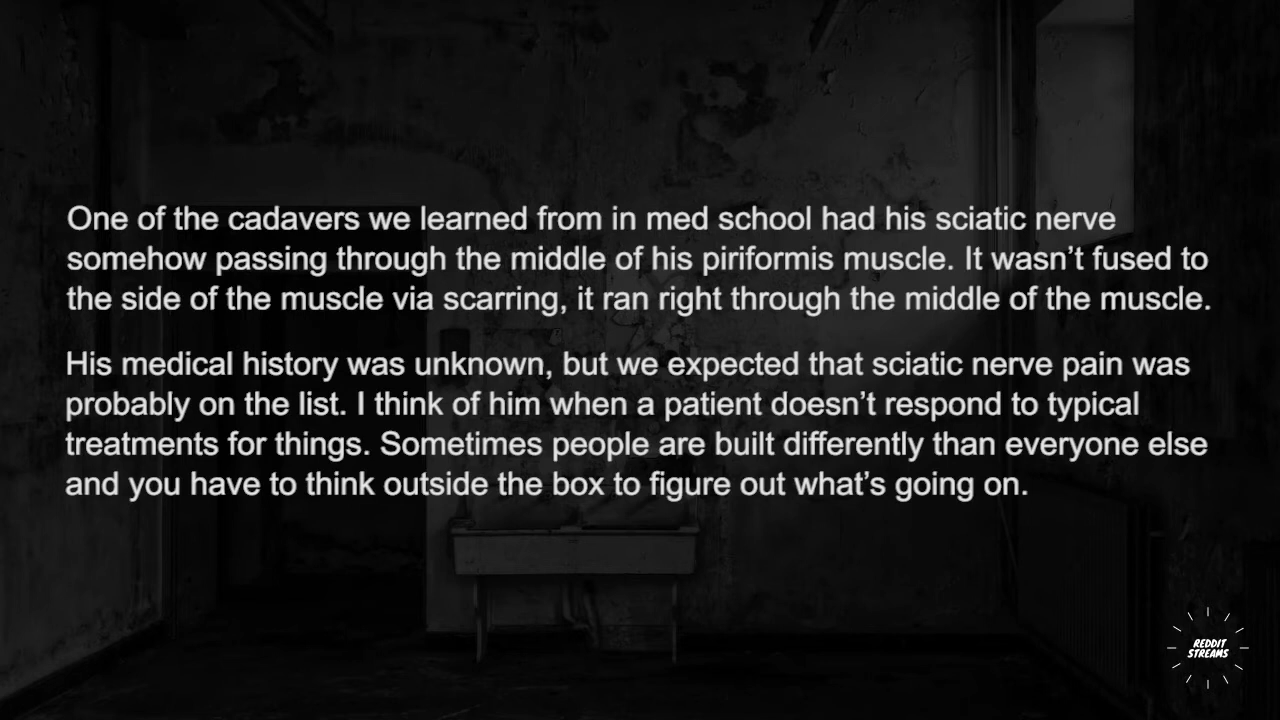 One of the cadavers we learned from in med school had his sciatic nerve
somehow passing through the middle of his piriformis muscle. It wasn’t fused to
the side of the muscle via scarring, it ran right through the middle of the muscle.
His medical history was unknown, but we expected that sciatic nerve pain was
probably on the list. I think of him when a patient doesn’t respond to typical
treatments for things. Sometimes people are built differently than everyone else
and you have to think outside the box to figure out what’s going on.
REDDIT
STREAMS